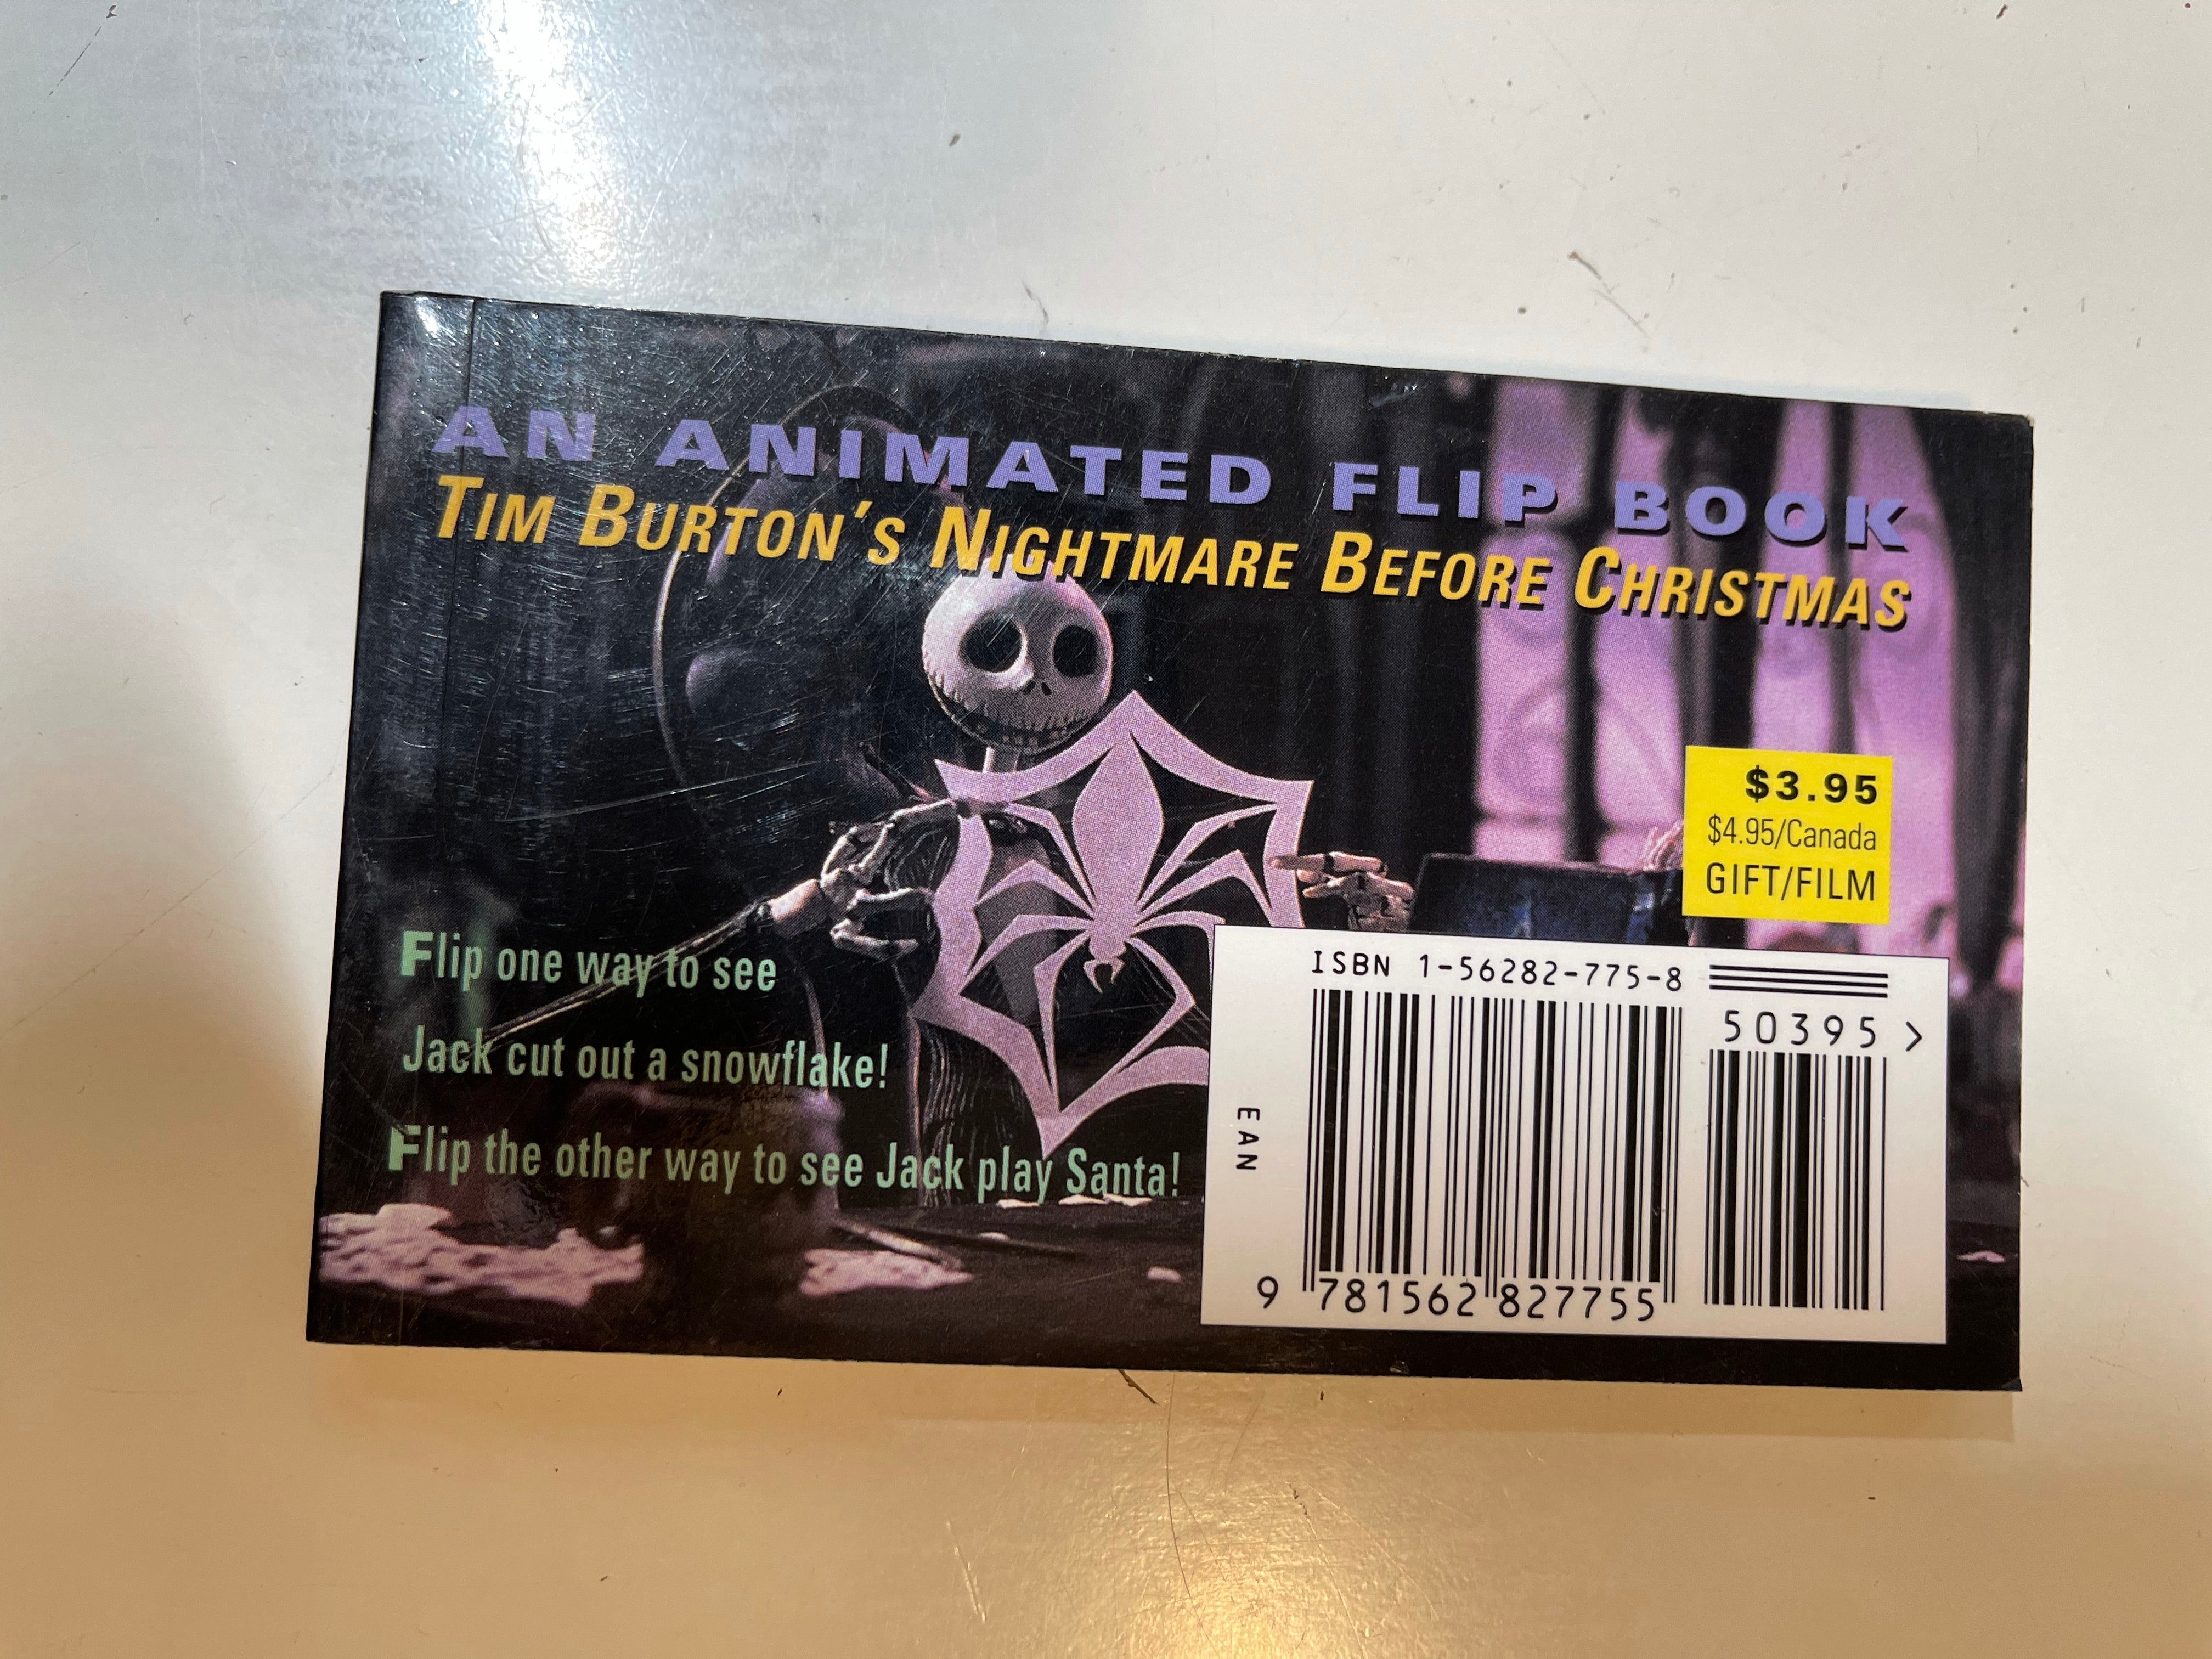 AN ANIMATED FLIP BOOK
TIM BURTON'S NIGHTMARE BEFORE CHRISTMAS
$3.95
$4.95/Canada
GIFT/FILM
Flip one way to see
Jack cut out a snowflake!
Flip the other way to see Jack play Santa!
ISBN 1-56282-775-8
50395 >
EAN
9 781562 827755